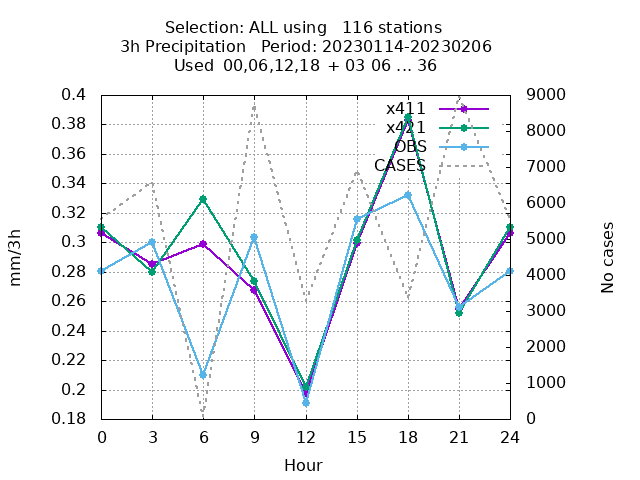 Selection: ALL using   116 stations
3h Precipitation   Period: 20230114-20230206
Used 00,06,12,18 + 03 06 ... 36
0.4
0.38
0.36
0.34
0.32
0.3
0.28
0.26
0.24
0.22
0.2
0.18
mm/3h
x411
x421
OBS
CASES
9000
8000
7000
6000
5000
4000
3000
2000
1000
0
No cases
0 3 6 9 12 15 18 21 24
Hour